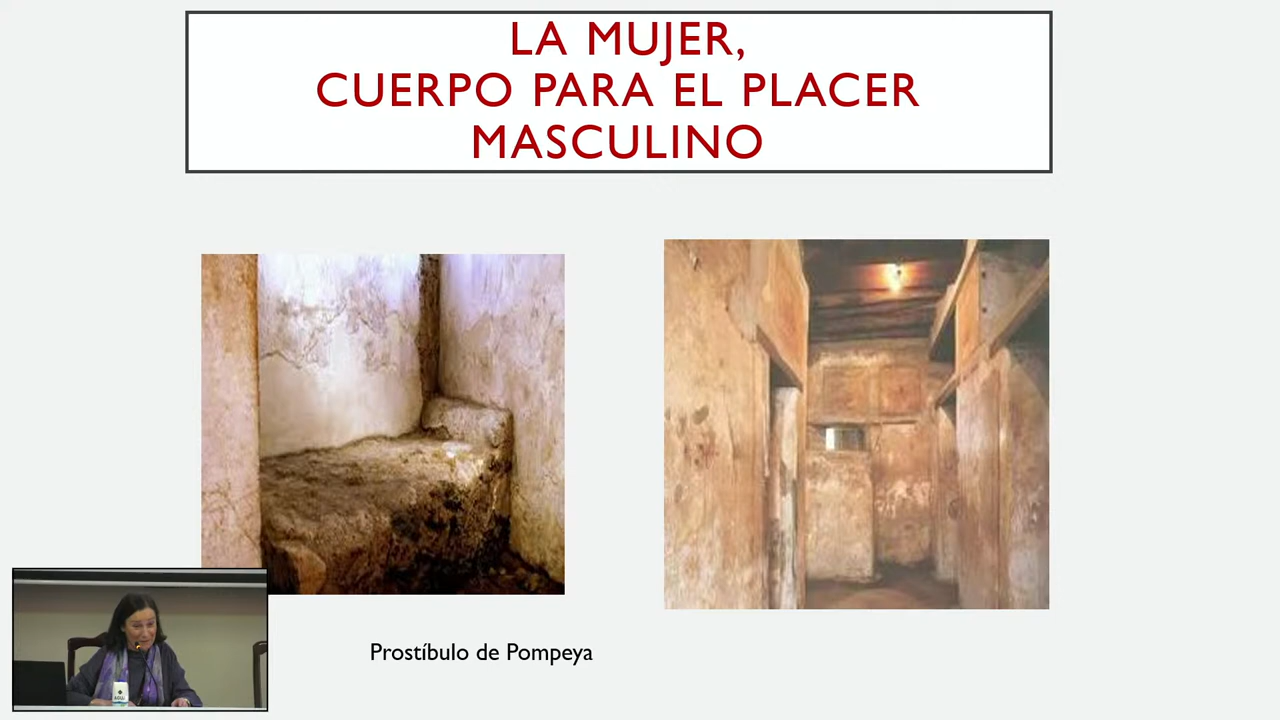 LA MUJER,
CUERPO PARA EL PLACER
MASCULINO
Prostíbulo de Pompeya